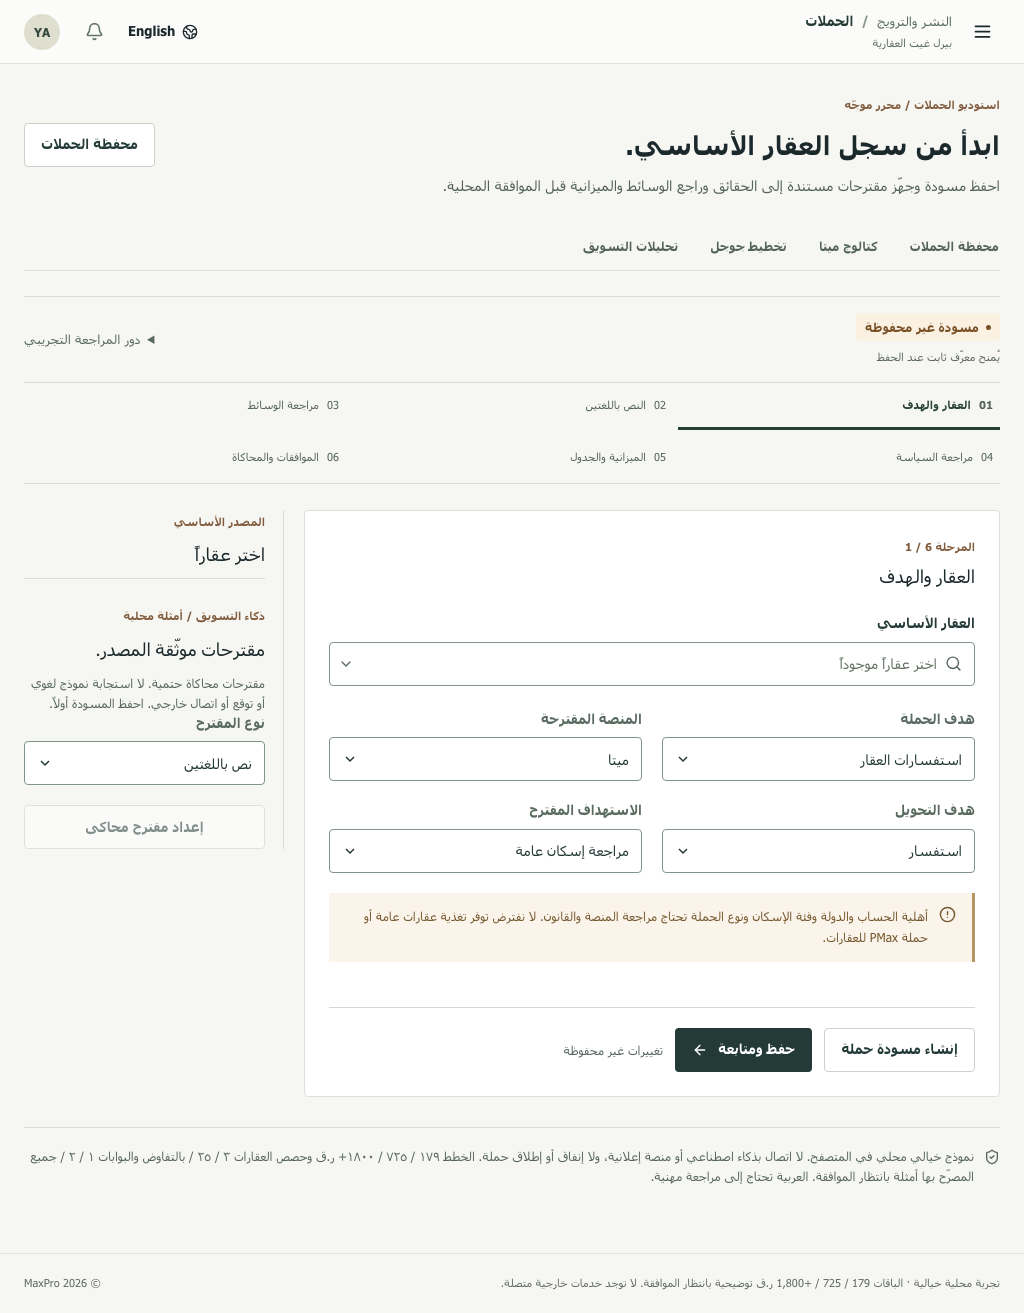 النشر والترويج / الحملات
بيرل غيت العقارية
English
YA
استوديو الحملات / محرر موجّه
ابدأ من سجل العقار الأساسي.
احفظ مسودة وجهّز مقترحات مستندة إلى الحقائق وراجع الوسائط والميزانية قبل الموافقة المحلية.
محفظة الحملات
محفظة الحملات
كتالوج ميتا
تخطيط جوجل
تحليلات التسويق
• مسودة غير محفوظة
يُمنح معرّف ثابت عند الحفظ
◀ دور المراجعة التجريبي
01 العقار والهدف
02 النص باللغتين
03 مراجعة الوسائط
04 مراجعة السياسة
05 الميزانية والجدول
06 الموافقات والمحاكاة
المرحلة 6 / 1
العقار والهدف
العقار الأساسي
اختر عقاراً موجوداً
هدف الحملة
المنصة المقترحة
استفسارات العقار
ميتا
هدف التحويل
الاستهداف المقترح
استفسار
مراجعة إسكان عامة
أهلية الحساب والدولة وفئة الإسكان ونوع الحملة تحتاج مراجعة المنصة والقانون. لا نفترض توفر تغذية عقارات عامة أو
حملة PMax للعقارات.
إنشاء مسودة حملة
حفظ ومتابعة
تغييرات غير محفوظة
المصدر الأساسي
اختر عقاراً
ذكاء التسويق / أمثلة محلية
مقترحات موثّقة المصدر.
مقترحات محاكاة حتمية. لا استجابة نموذج لغوي
أو توقع أو اتصال خارجي. احفظ المسودة أولاً.
نوع المقترح
نص باللغتين
إعداد مقترح محاكى
نموذج خيالي محلي في المتصفح. لا اتصال بذكاء اصطناعي أو منصة إعلانية، ولا إنفاق أو إطلاق حملة. الخطط ١٧٩ / ٧٢٥ / ١٨٠٠+ ر.ق وحصص العقارات ٣ / ٢٥ / بالتفاوض والبوابات ١ / ٢ / جميع
المصرّح بها أمثلة بانتظار الموافقة. العربية تحتاج إلى مراجعة مهنية.
تجربة محلية خيالية · الباقات 179 / 725 / +1,800 ر.ق توضيحية بانتظار الموافقة. لا توجد خدمات خارجية متصلة.
© 2026 MaxPro